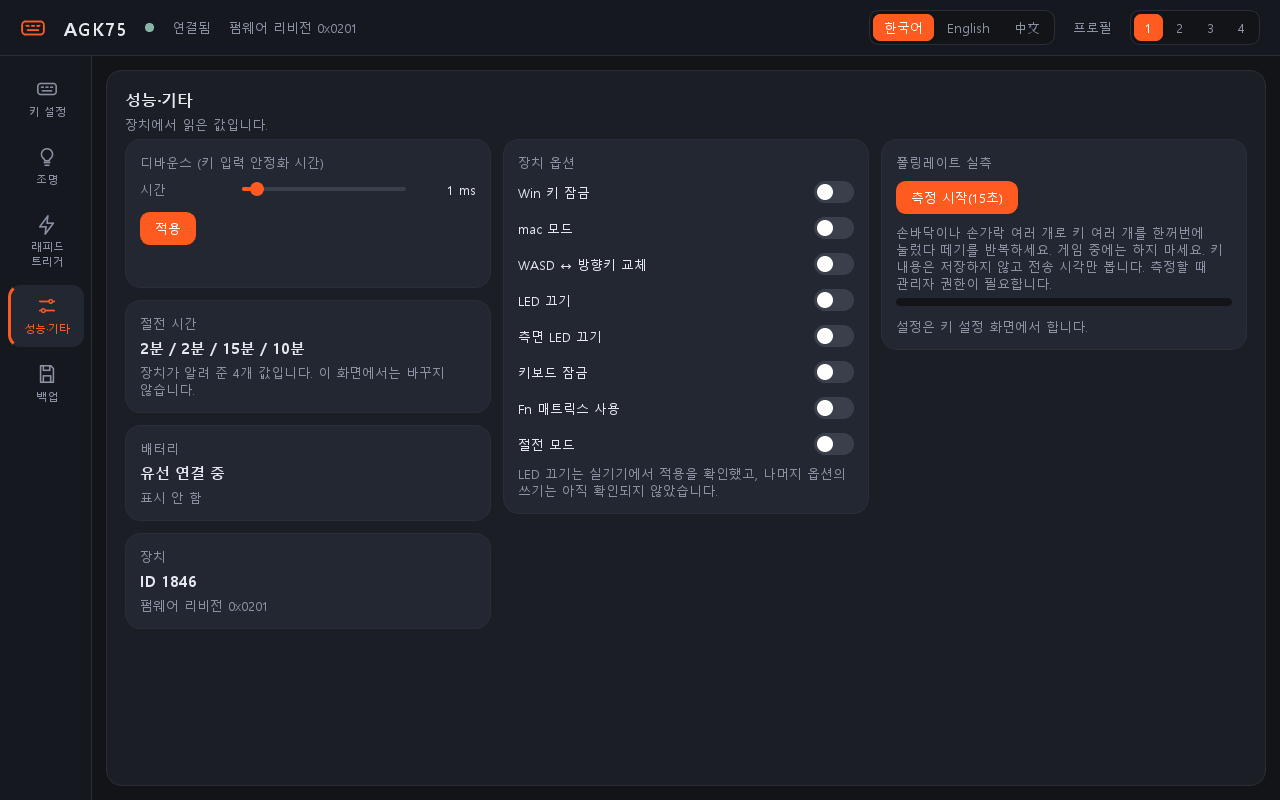 AGK75
연결됨
펌웨어 리비전 0x0201
한국어
English
中文
프로필
1
2
3
4
키 설정
조명
래피드
트리거
성능·기타
백업
성능·기타
장치에서 읽은 값입니다.
디바운스 (키 입력 안정화 시간)
시간
1 ms
적용
절전 시간
2분 / 2분 / 15분 / 10분
장치가 알려 준 4개 값입니다. 이 화면에서는 바꾸지
않습니다.
배터리
유선 연결 중
표시 안 함
장치
ID 1846
펌웨어 리비전 0x0201
장치 옵션
Win 키 잠금
mac 모드
WASD ↔ 방향키 교체
LED 끄기
측면 LED 끄기
키보드 잠금
Fn 매트릭스 사용
절전 모드
LED 끄기는 실기기에서 적용을 확인했고, 나머지 옵션의
쓰기는 아직 확인되지 않았습니다.
폴링레이트 실측
측정 시작(15초)
손바닥이나 손가락 여러 개로 키 여러 개를 한꺼번에
눌렀다 떼기를 반복하세요. 게임 중에는 하지 마세요. 키
내용은 저장하지 않고 전송 시각만 봅니다. 측정할 때
관리자 권한이 필요합니다.
설정은 키 설정 화면에서 합니다.